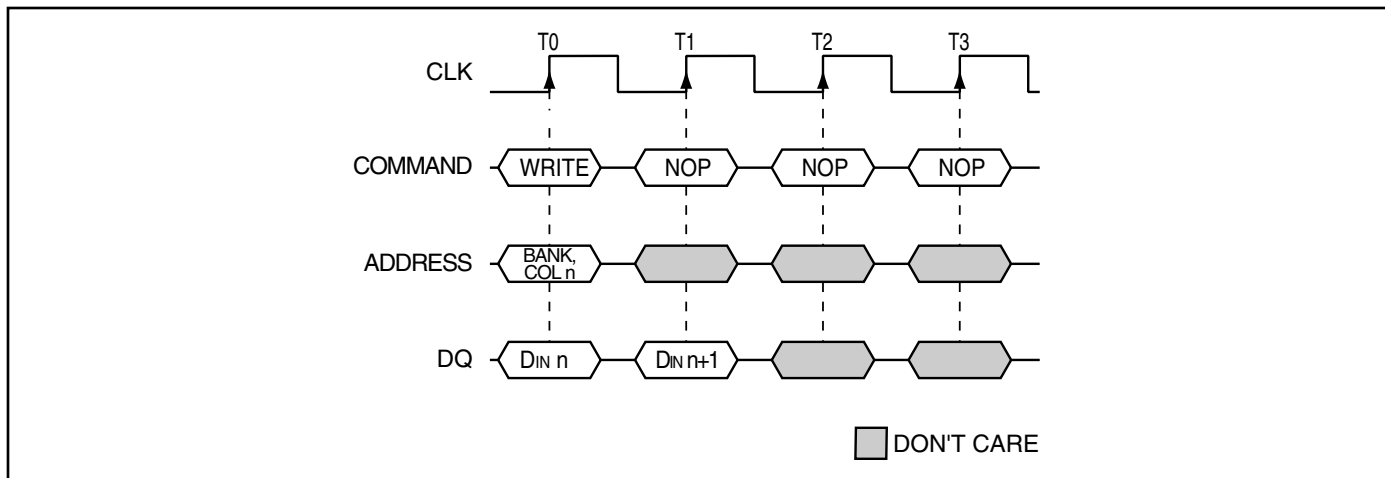 T0 T1 T2 T3
CLK
COMMAND WRITE NOP NOP NOP
ADDRESS BANK, COL n
DQ DIN n DIN n+1
DON'T CARE